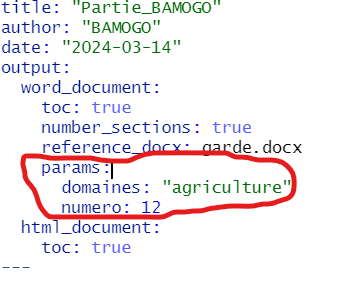 title: "Partie_BAMOGO"
author: "BAMOGO"
date: "2024-03-14"
output:
  word_document:
    toc: true
    number_sections: true
    reference_docx: garde.docx
    params:
      domaines: "agriculture"
      numero: 12
  html_document:
    toc: true
---